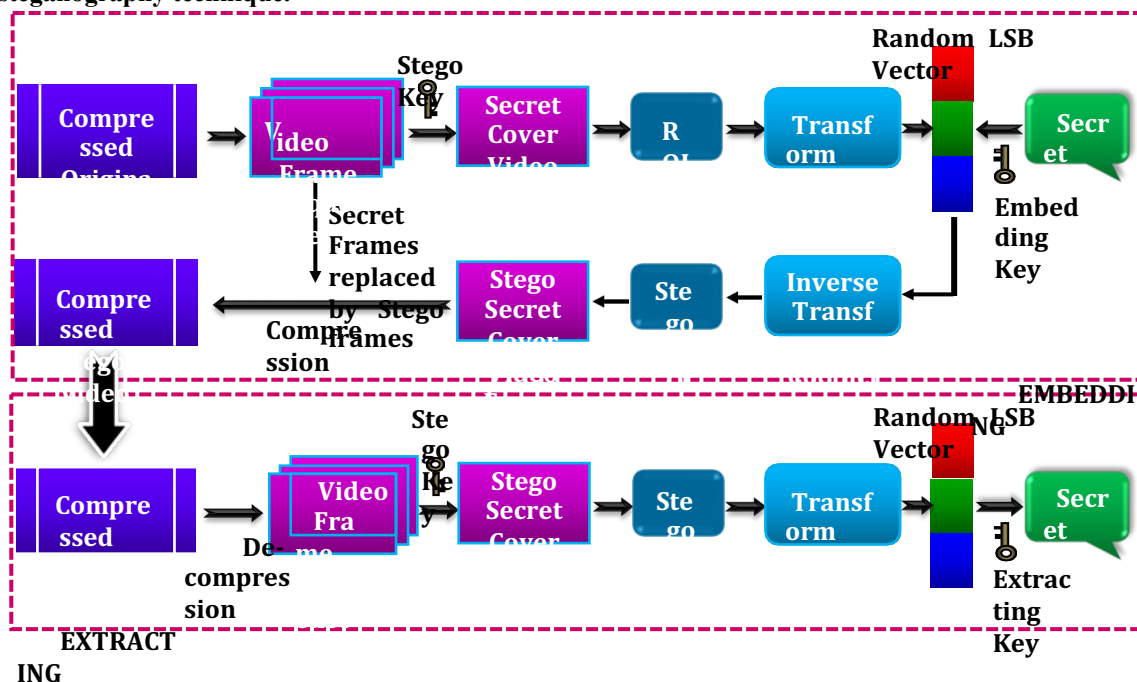 steganography technique.
Stego
Key
Random LSB
Vector
Compre
ssed
Origina
Video
Frame
Secret
Cover
Video
R
OI
Transf
orm
Secr
et
Embed
ding
Key
Secret
Frames
replaced
by Stego
frames
Compre
ssion
Compre
ssed
Stego
Secret
Cover
Ste
go
Inverse
Transf
EMBEDDI
NG
Random LSB
Vector
Ste
go
Ke
y
Compre
ssed
De-
compres
sion
Video
Fra
me
Stego
Secret
Cover
Ste
go
Transf
orm
Secr
et
Extrac
ting
Key
EXTRACT
ING